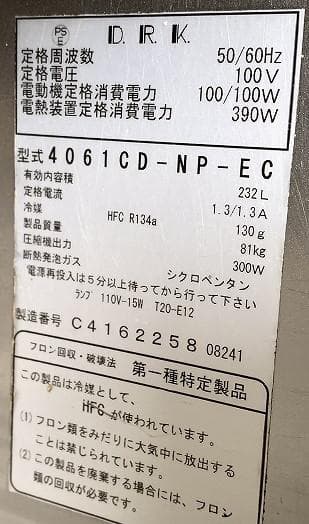 PS
E
D.R.K.
定格周波数 50/60Hz
定格電圧 100V
電動機定格消費電力 100/100W
電熱装置定格消費電力 390W
型式 4061CD-NP-EC
有効内容積 232L
定格電流 1.3/1.3A
冷媒 HFC R134a 130g
製品質量 81kg
圧縮機出力 300W
断熱発泡ガス シクロペンタン
電源再投入は5分以上待ってから行って下さい
ランプ 110V-15W T20-E12
製造番号 C4162258 08241
フロン回収・破壊法 第一種特定製品
この製品は冷媒として、
HFCが使われています。
(1) フロン類をみだりに大気中に放出する
ことは禁じられています。
(2) この製品を廃棄する場合には、フロン
類の回収が必要です。